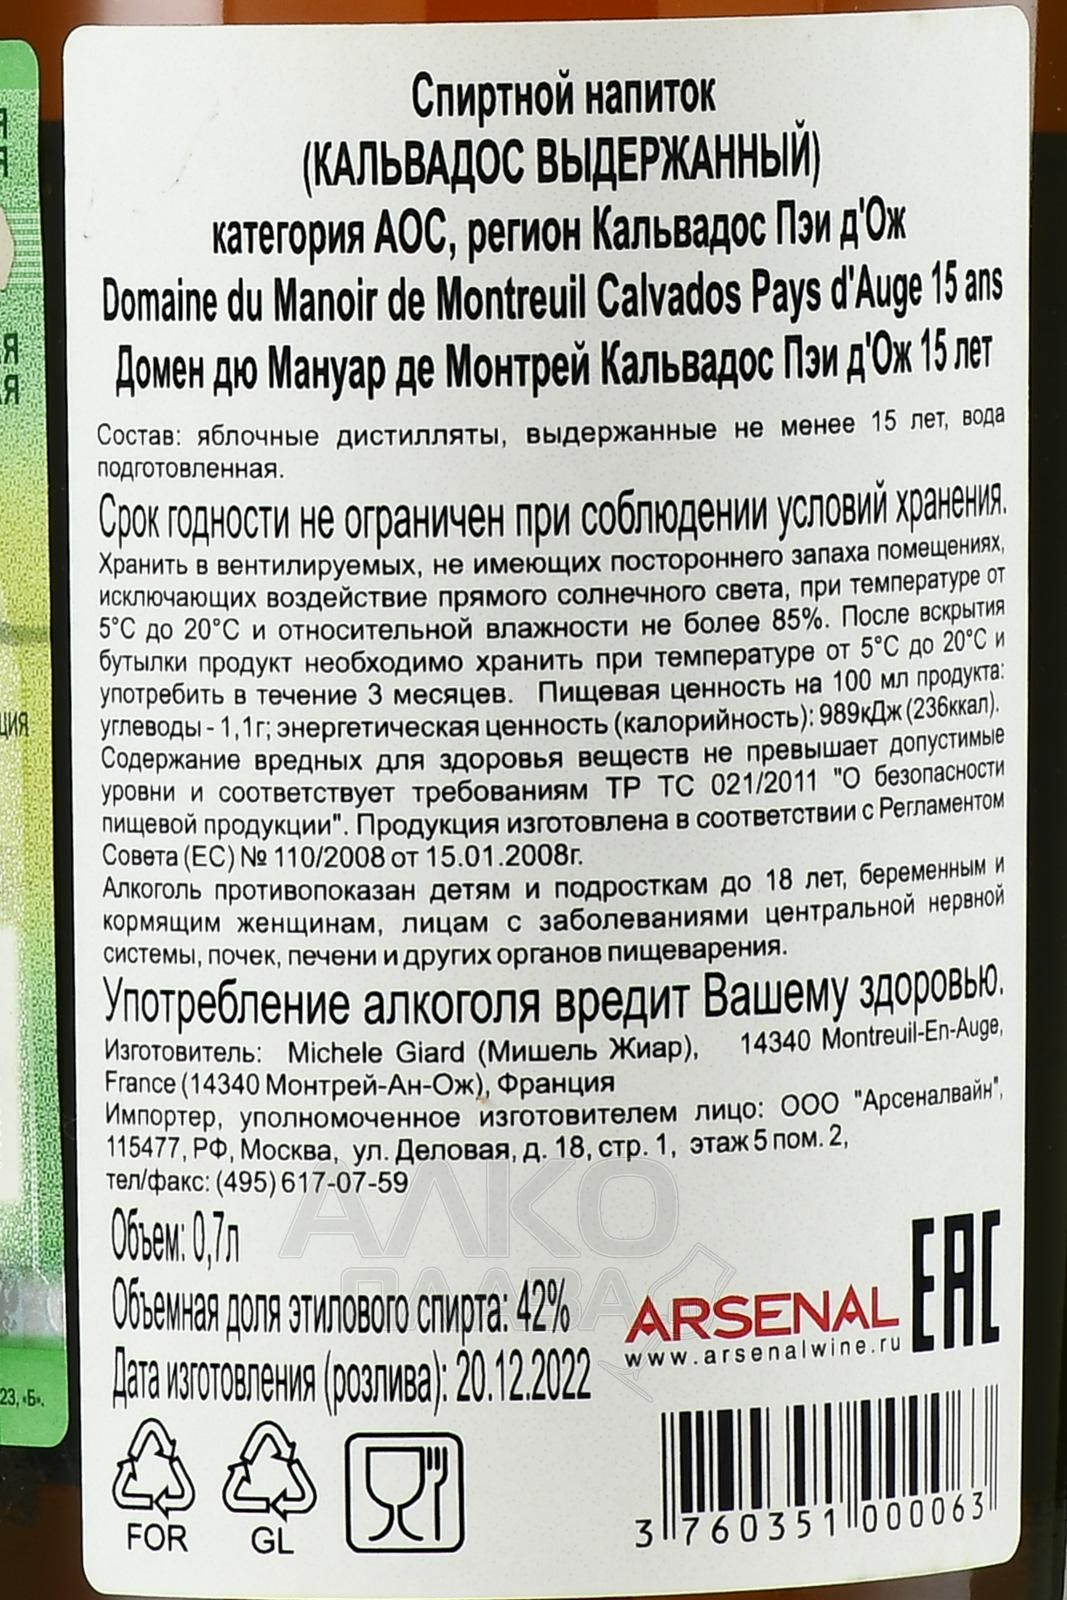 Спиртной напиток
(КАЛЬВАДОС ВЫДЕРЖАННЫЙ)
категория АОС, регион Кальвадос Пэи д'Ож
Domaine du Manoir de Montreuil Calvados Pays d'Auge 15 ans
Домен дю Мануар де Монтрей Кальвадос Пэи д'Ож 15 лет
Состав: яблочные дистилляты, выдержанные не менее 15 лет, вода
подготовленная.
Срок годности не ограничен при соблюдении условий хранения.
Хранить в вентилируемых, не имеющих постороннего запаха помещениях,
исключающих воздействие прямого солнечного света, при температуре от
5°С до 20°С и относительной влажности не более 85%. После вскрытия
бутылки продукт необходимо хранить при температуре от 5°С до 20°С и
употребить в течение 3 месяцев. Пищевая ценность на 100 мл продукта:
углеводы - 1,1г; энергетическая ценность (калорийность): 989кДж (236ккал).
Содержание вредных для здоровья веществ не превышает допустимые
уровни и соответствует требованиям ТР ТС 021/2011 "О безопасности
пищевой продукции". Продукция изготовлена в соответствии с Регламентом
Совета (ЕС) № 110/2008 от 15.01.2008г.
Алкоголь противопоказан детям и подросткам до 18 лет, беременным и
кормящим женщинам, лицам с заболеваниями центральной нервной
системы, почек, печени и других органов пищеварения.
Употребление алкоголя вредит Вашему здоровью.
Изготовитель: Michele Giard (Мишель Жиар), 14340 Montreuil-En-Auge,
France (14340 Монтрей-Ан-Ож), Франция
Импортер, уполномоченное изготовителем лицо: ООО "Арсеналвайн",
115477, РФ, Москва, ул. Деловая, д. 18, стр. 1, этаж 5 пом. 2,
тел/факс: (495) 617-07-59
Объем: 0,7л
Объемная доля этилового спирта: 42%
Дата изготовления (розлива): 20.12.2022
ARSENAL
www.arsenalwine.ru
EAC
FOR
GL
3 760351 000063
АЛКО
ПЛАВА
23, «Б».